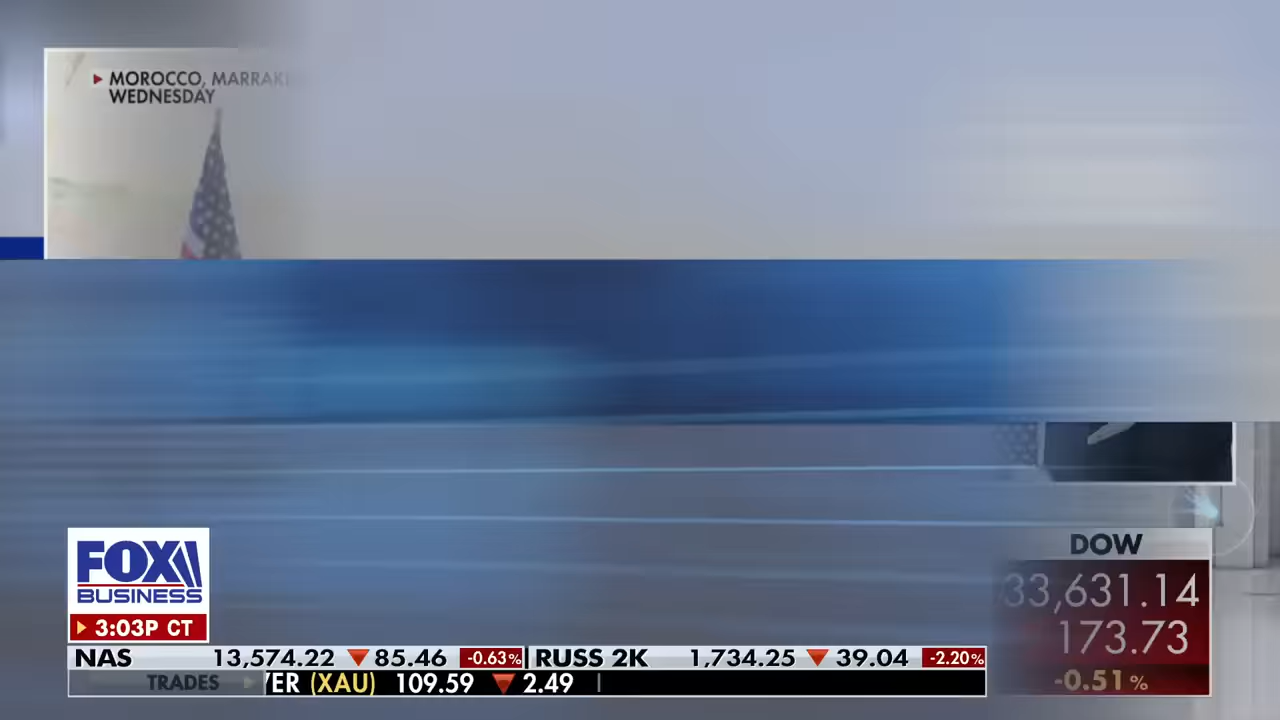 MOROCCO,
WEDNESDAY
FOX
BUSINESS
3:03P CT
DOW
33,631.14
173.73
-0.51%
NAS 13,574.22 85.46 -0.63% RUSS 2K 1,734.25 39.04 -2.20%
TRADES (XAU) 109.59 2.49